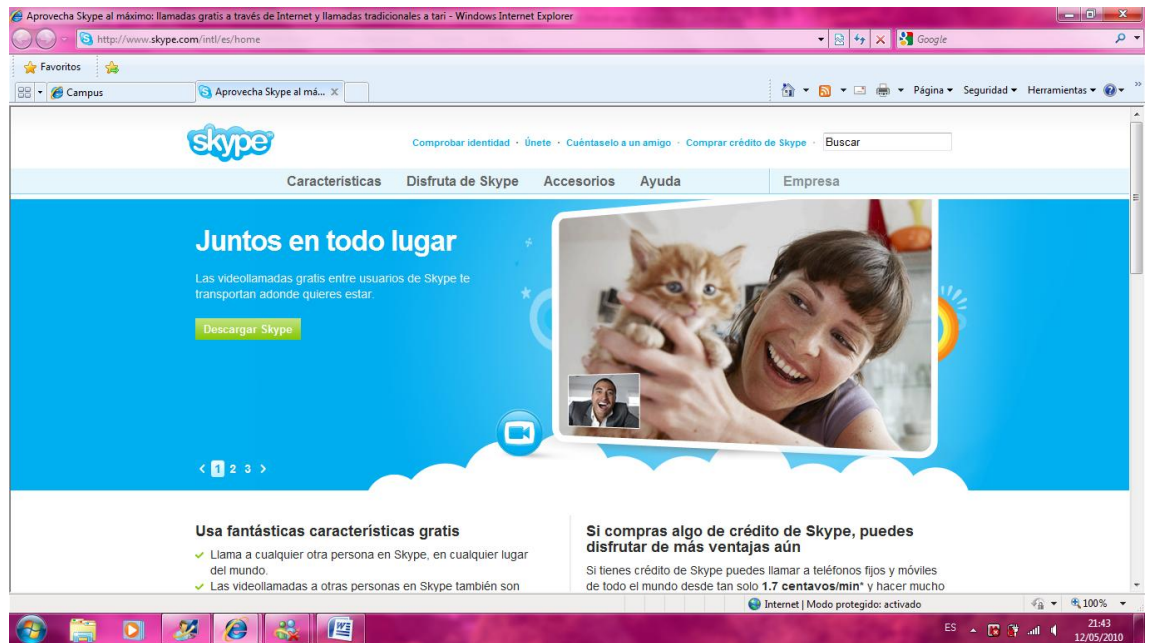 Aprovecha Skype al máximo: llamadas gratis a través de Internet y llamadas tradicionales a tari - Windows Internet Explorer
http://www.skype.com/intl/es/home
Google
Favoritos
Campus
Aprovecha Skype al má...
Página
Seguridad
Herramientas
skype
Comprobar identidad · Únete · Cuéntaselo a un amigo · Comprar crédito de Skype ·
Buscar
Características
Disfruta de Skype
Accesorios
Ayuda
Empresa
Juntos en todo lugar
Las videollamadas gratis entre usuarios de Skype te
transportan adonde quieres estar.
Descargar Skype
< 1 2 3 >
Usa fantásticas características gratis
Llama a cualquier otra persona en Skype, en cualquier lugar
del mundo.
Las videollamadas a otras personas en Skype también son
Si compras algo de crédito de Skype, puedes
disfrutar de más ventajas aún
Si tienes crédito de Skype puedes llamar a teléfonos fijos y móviles
de todo el mundo desde tan solo 1.7 centavos/min* y hacer mucho
Internet | Modo protegido: activado
100%
ES
21:43
12/05/2010